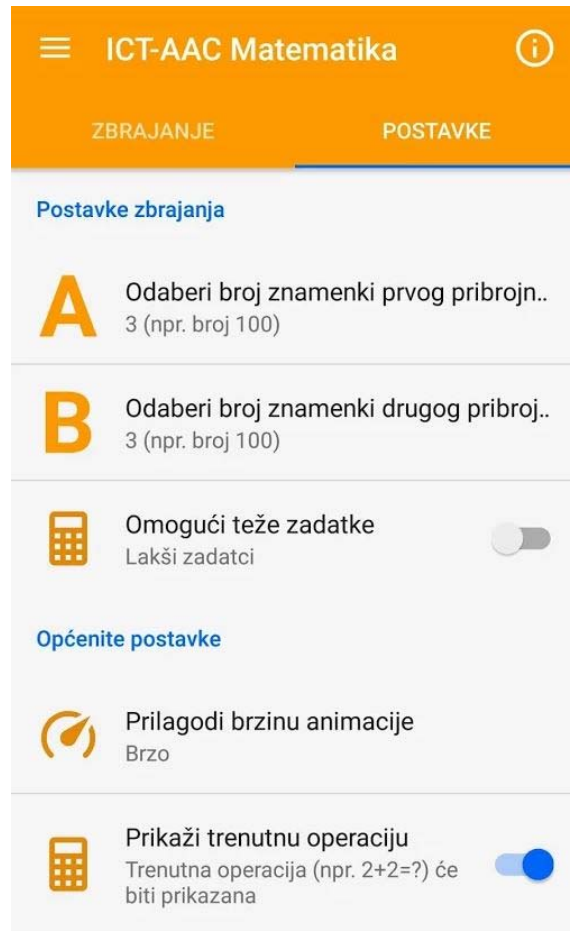 ICT-AAC Matematika
ZBRAJANJE POSTAVKE
Postavke zbrajanja
A
Odaberi broj znamenki prvog pribrojn..
3 (npr. broj 100)
B
Odaberi broj znamenki drugog pribroj..
3 (npr. broj 100)
Omogući teže zadatke
Lakši zadatci
Općenite postavke
Prilagodi brzinu animacije
Brzo
Prikaži trenutnu operaciju
Trenutna operacija (npr. 2+2=?) će
biti prikazana